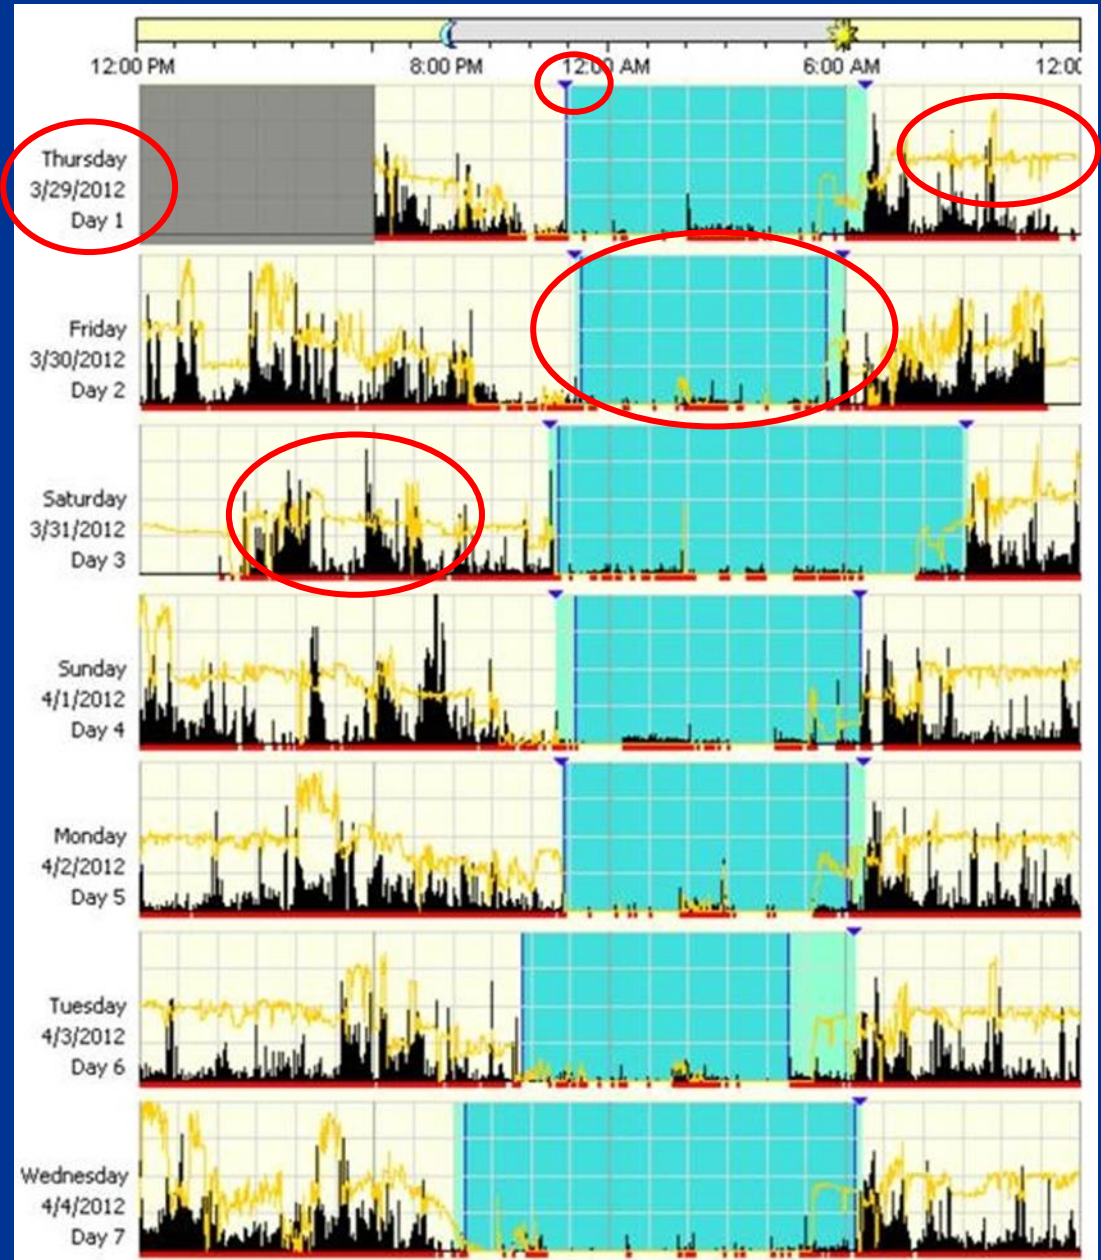 12:00 PM 8:00 PM 12:00 AM 6:00 AM 12:00
Thursday
3/29/2012
Day 1
Friday
3/30/2012
Day 2
Saturday
3/31/2012
Day 3
Sunday
4/1/2012
Day 4
Monday
4/2/2012
Day 5
Tuesday
4/3/2012
Day 6
Wednesday
4/4/2012
Day 7